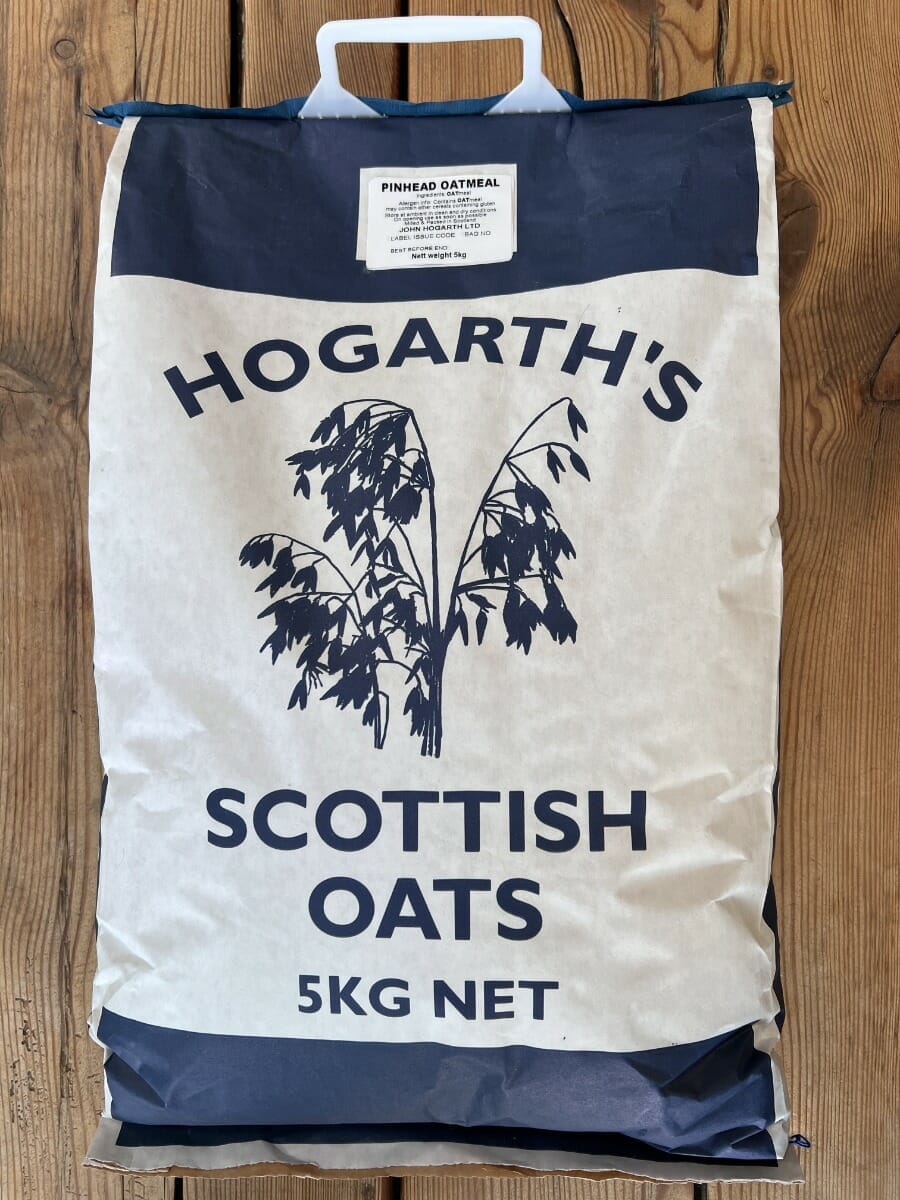 PINHEAD OATMEAL
Ingredients: OATmeal
Allergen info: Contains OATmeal
may contain other cereals containing gluten
Store at ambient in clean and dry conditions
On opening use as soon as possible
Milled & Packed in Scotland
JOHN HOGARTH LTD
LABEL ISSUE CODE BAG NO
BEST BEFORE END:
Nett weight 5kg
HOGARTH'S
SCOTTISH
OATS
5KG NET